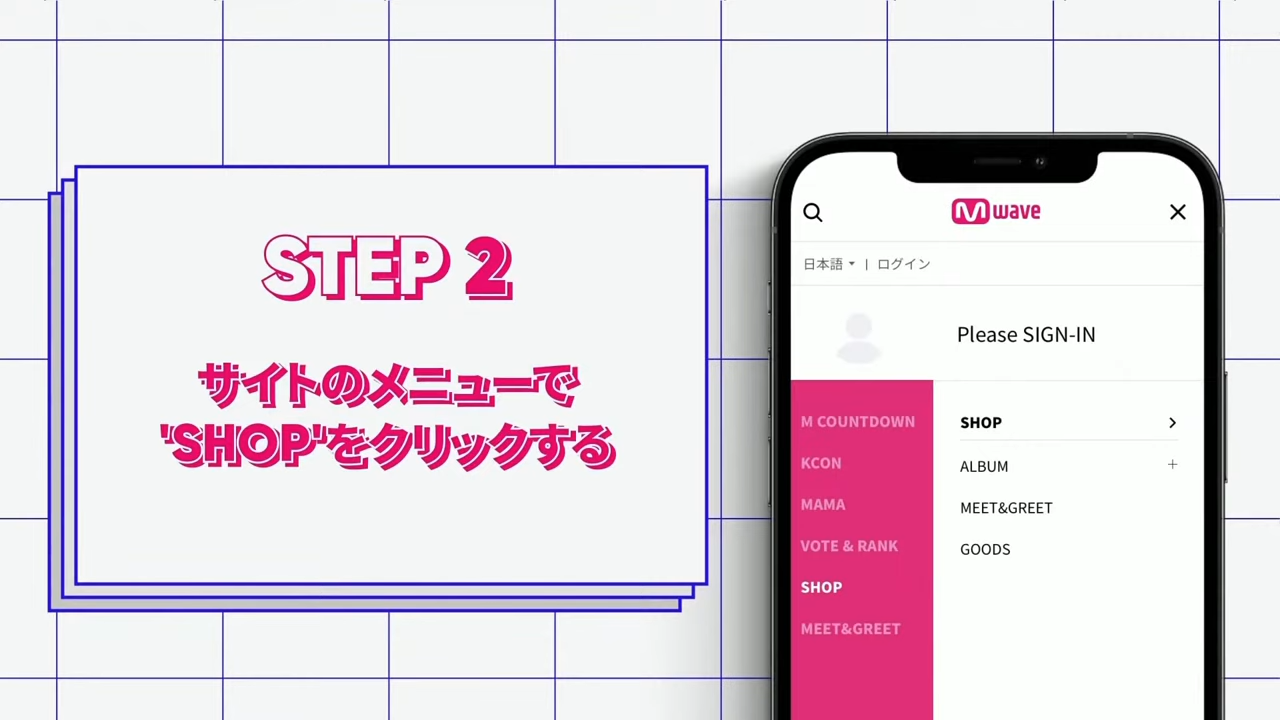 STEP 2
サイトのメニューで
'SHOP'をクリックする
M wave
日本語 | ログイン
Please SIGN-IN
M COUNTDOWN
KCON
MAMA
VOTE & RANK
SHOP
MEET&GREET
SHOP
ALBUM
MEET&GREET
GOODS